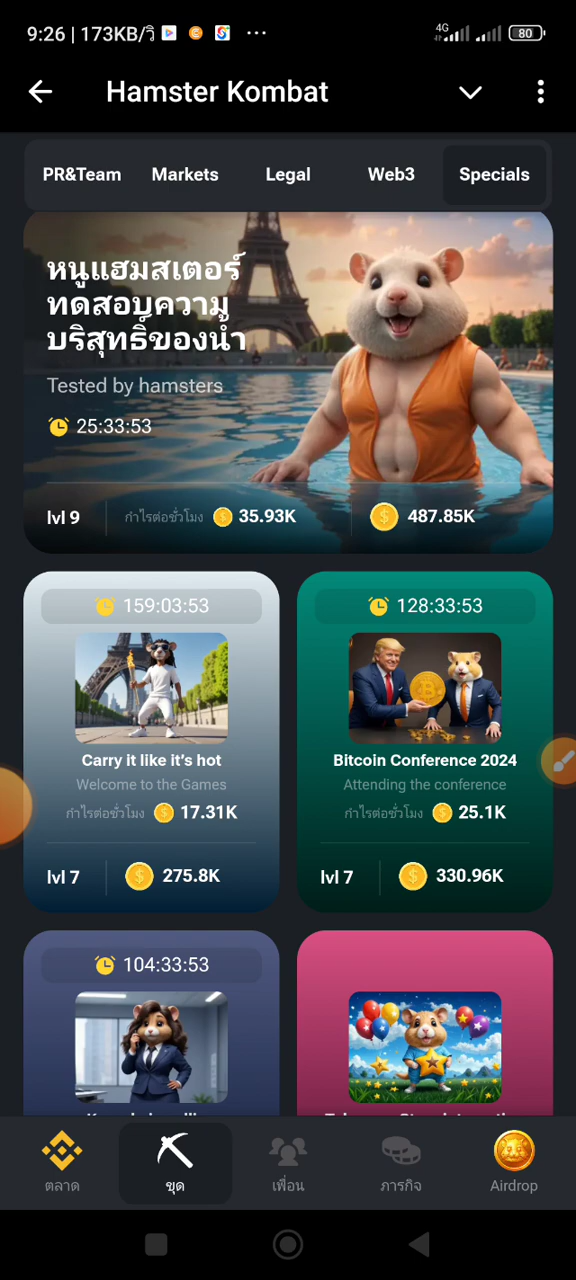 9:26 | 173KB/วิ
4G
80
Hamster Kombat
PR&Team Markets Legal Web3 Specials
หนูแฮมสเตอร์
ทดสอบความ
บริสุทธิ์ของน้ำ
Tested by hamsters
25:33:53
lvl 9 กำไรต่อชั่วโมง 35.93K 487.85K
159:03:53
Carry it like it's hot
Welcome to the Games
กำไรต่อชั่วโมง 17.31K
lvl 7 275.8K
128:33:53
Bitcoin Conference 2024
Attending the conference
กำไรต่อชั่วโมง 25.1K
lvl 7 330.96K
104:33:53
ตลาด ขุด เพื่อน ภารกิจ Airdrop